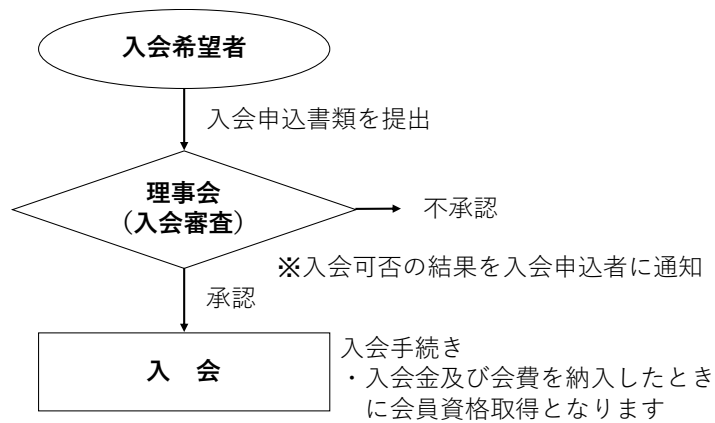 入会希望者
入会申込書類を提出
理事会
（入会審査）
不承認
※入会可否の結果を入会申込者に通知
承認
入　会
入会手続き
・入会金及び会費を納入したとき
に会員資格取得となります